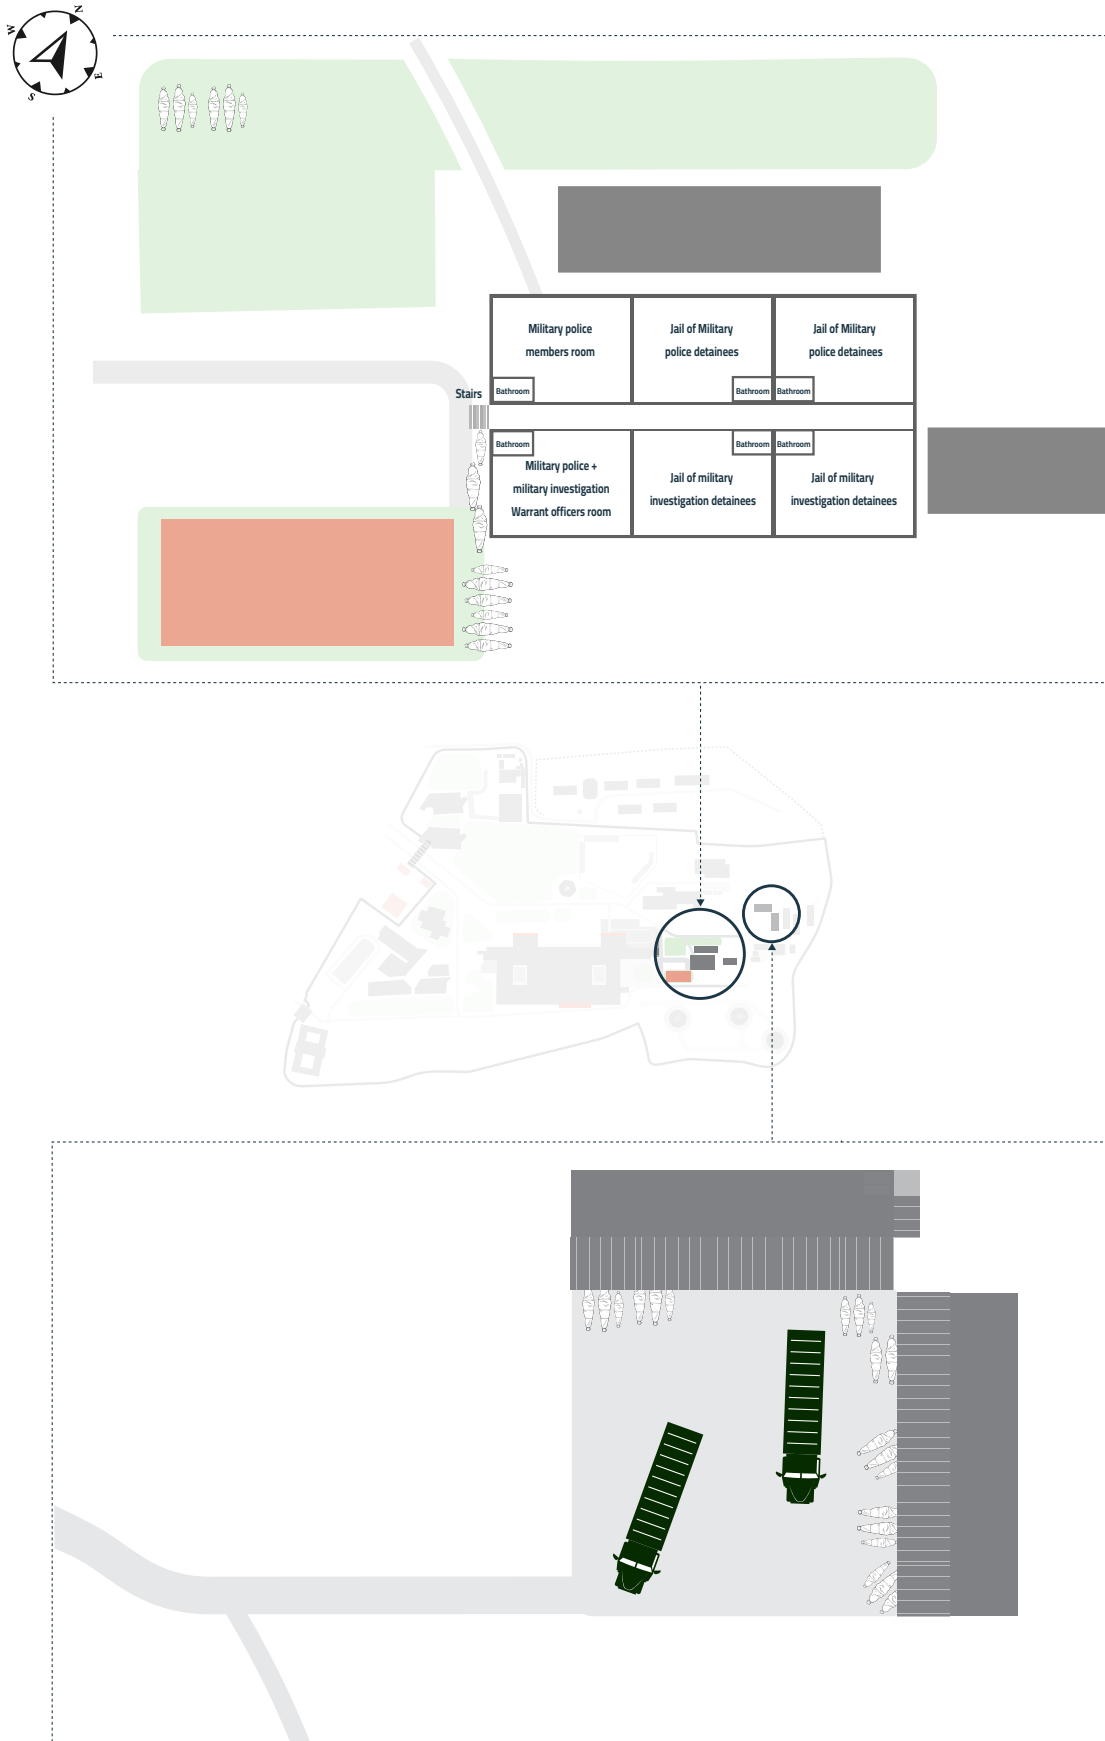 N
W
E
S
Military police
members room
Jail of Military
police detainees
Jail of Military
police detainees
Stairs
Bathroom
Bathroom
Bathroom
Bathroom
Bathroom
Bathroom
Military police +
military investigation
Warrant officers room
Jail of military
investigation detainees
Jail of military
investigation detainees